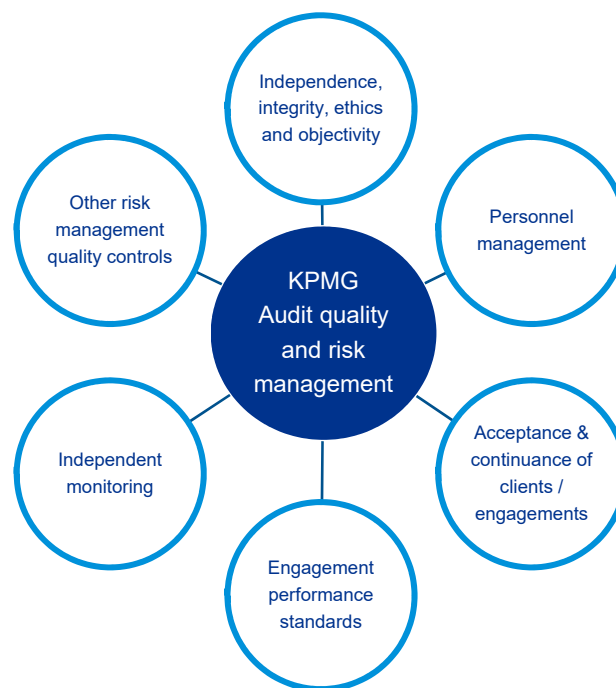 Independence,
integrity, ethics
and objectivity
Other risk
management
quality controls
Personnel
management
KPMG
Audit quality
and risk
management
Independent
monitoring
Acceptance &
continuance of
clients /
engagements
Engagement
performance
standards